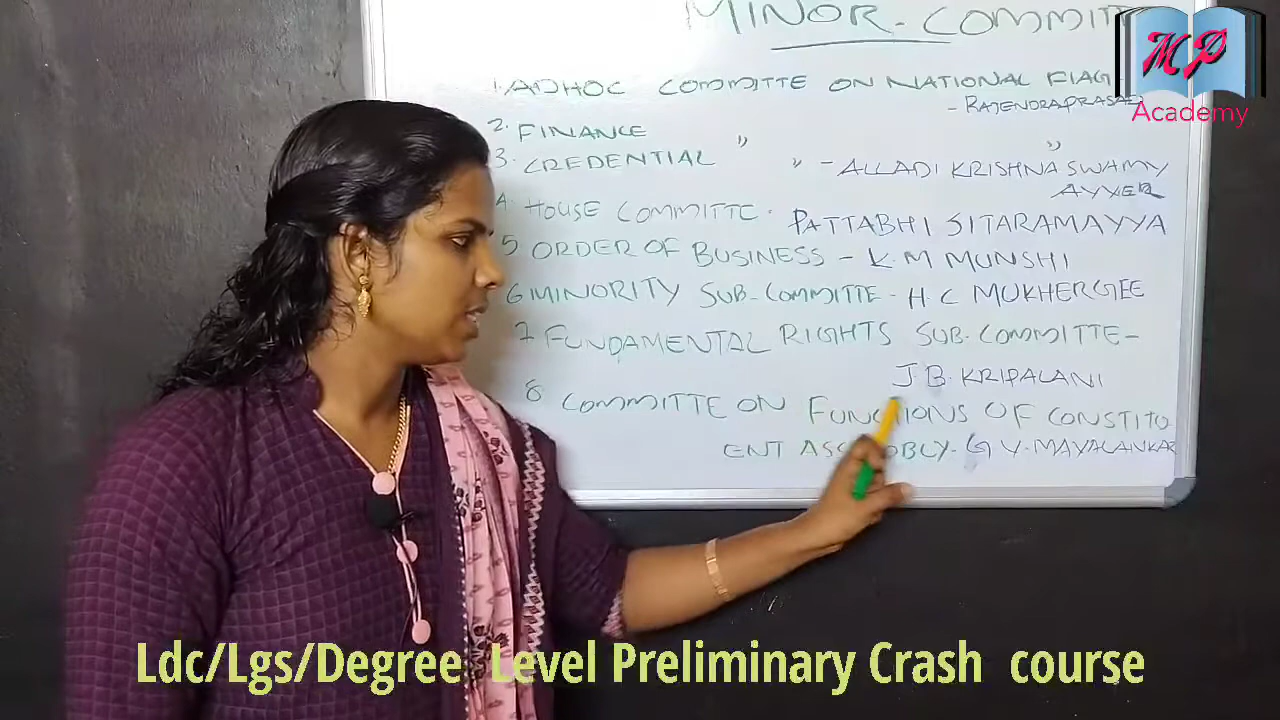 MINOR - COMMITT
MP
Academy
1. ADHOC COMMITTE ON NATIONAL FLAG -
- RAJENDRAPRASAD
2. FINANCE " "
3. CREDENTIAL " - ALLADI KRISHNA SWAMY
AYYER
4. HOUSE COMMITTE - PATTABHI SITARAMAYYA
5 ORDER OF BUSINESS - K. M MUNSHI
6 MINORITY SUB-COMMITTE - H C MUKHERGEE
7 FUNDAMENTAL RIGHTS SUB-COMMITTE -
J B. KRIPALANI
8 COMMITTE ON FUNCTIONS OF CONSTITU
ENT G V. MAVALANKAR
Ldc/Lgs/Degree Level Preliminary Crash course